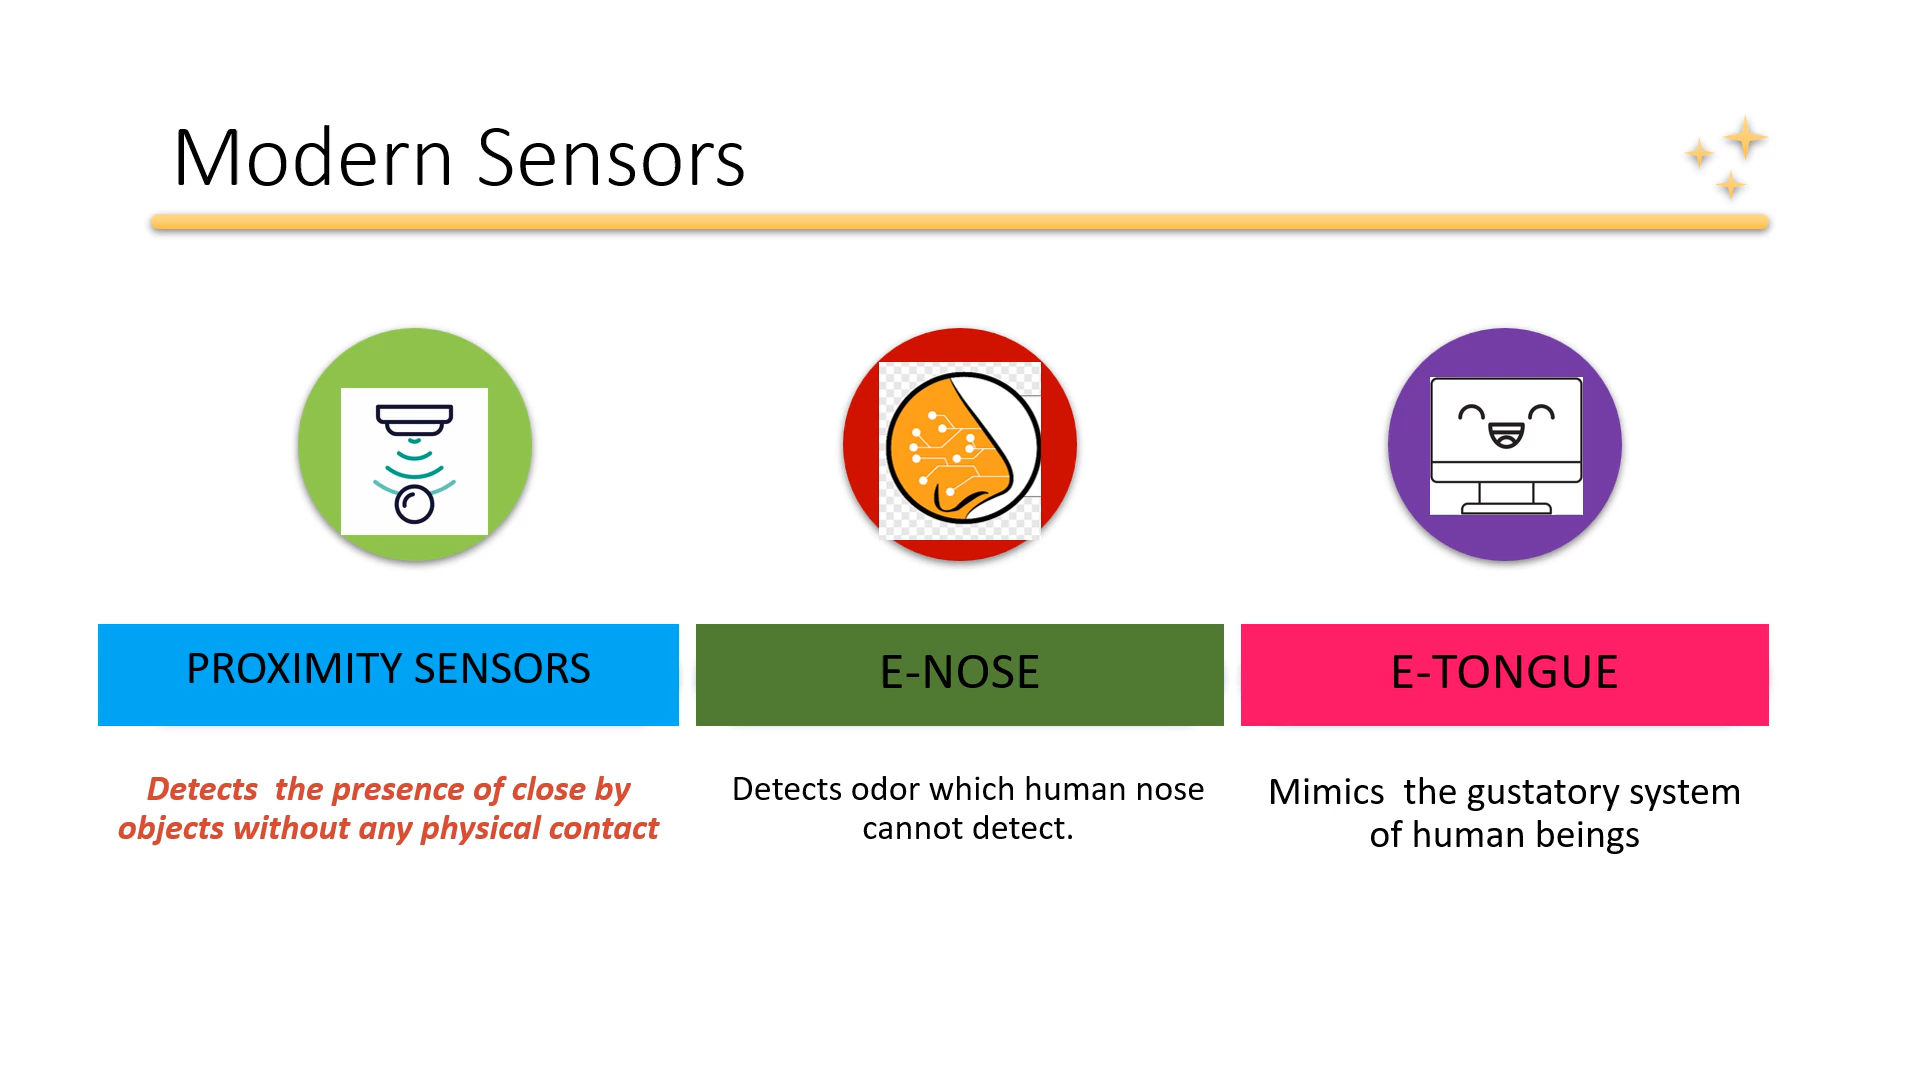 Modern Sensors
PROXIMITY SENSORS
Detects  the presence of close by
objects without any physical contact
E-NOSE
Detects odor which human nose
cannot detect.
E-TONGUE
Mimics  the gustatory system
of human beings